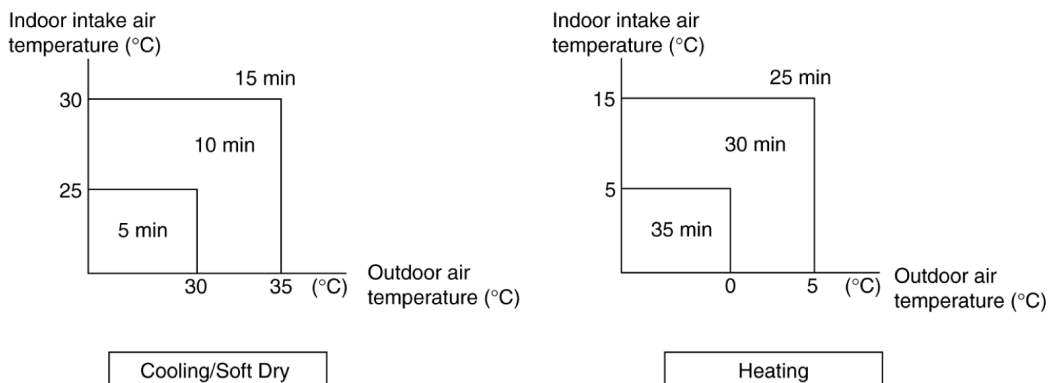 Indoor intake air
temperature (°C)
15 min
30
10 min
25
5 min
30
35
(°C)
Outdoor air
temperature (°C)
Cooling/Soft Dry
Indoor intake air
temperature (°C)
25 min
15
30 min
5
35 min
0
5
(°C)
Outdoor air
temperature (°C)
Heating